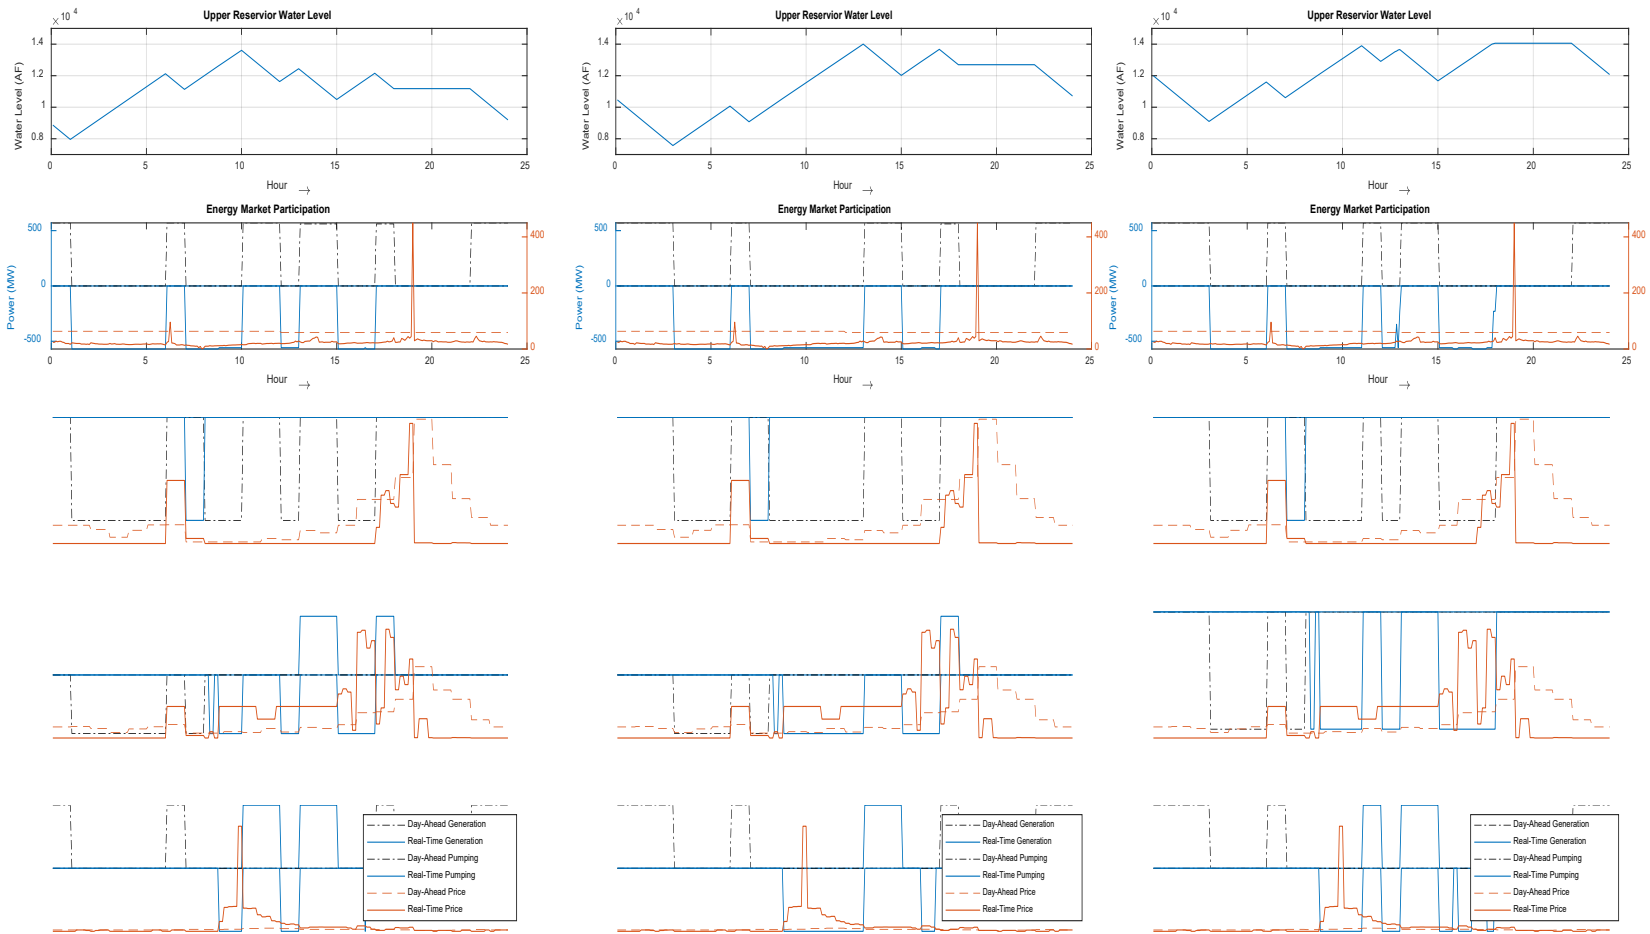 Upper Reservior Water Level
×10 4
1.4
1.2
1
0.8
Water Level (AF)
0 5 10 15 20 25
Hour →
Upper Reservior Water Level
×10 4
1.4
1.2
1
0.8
Water Level (AF)
0 5 10 15 20 25
Hour →
Upper Reservior Water Level
×10 4
1.4
1.2
1
0.8
Water Level (AF)
0 5 10 15 20 25
Hour →
Energy Market Participation
500
0
-500
Power (MW)
400
200
0
0 5 10 15 20 25
Hour →
Energy Market Participation
500
0
-500
Power (MW)
400
200
0
0 5 10 15 20 25
Hour →
Energy Market Participation
500
0
-500
Power (MW)
400
200
0
0 5 10 15 20 25
Hour →
Day-Ahead Generation
Real-Time Generation
Day-Ahead Pumping
Real-Time Pumping
Day-Ahead Price
Real-Time Price
Day-Ahead Generation
Real-Time Generation
Day-Ahead Pumping
Real-Time Pumping
Day-Ahead Price
Real-Time Price
Day-Ahead Generation
Real-Time Generation
Day-Ahead Pumping
Real-Time Pumping
Day-Ahead Price
Real-Time Price